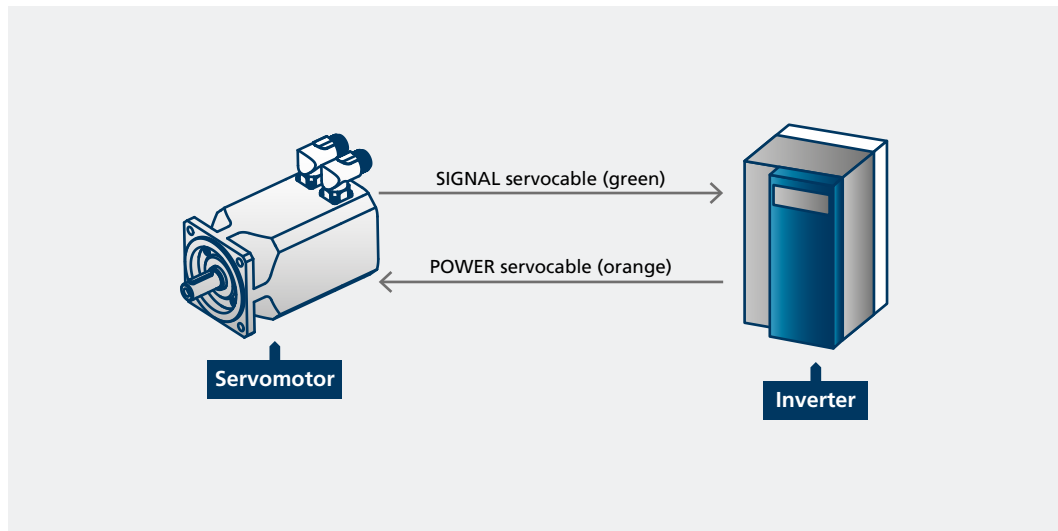 SIGNAL servocable (green)
POWER servocable (orange)
Servomotor
Inverter